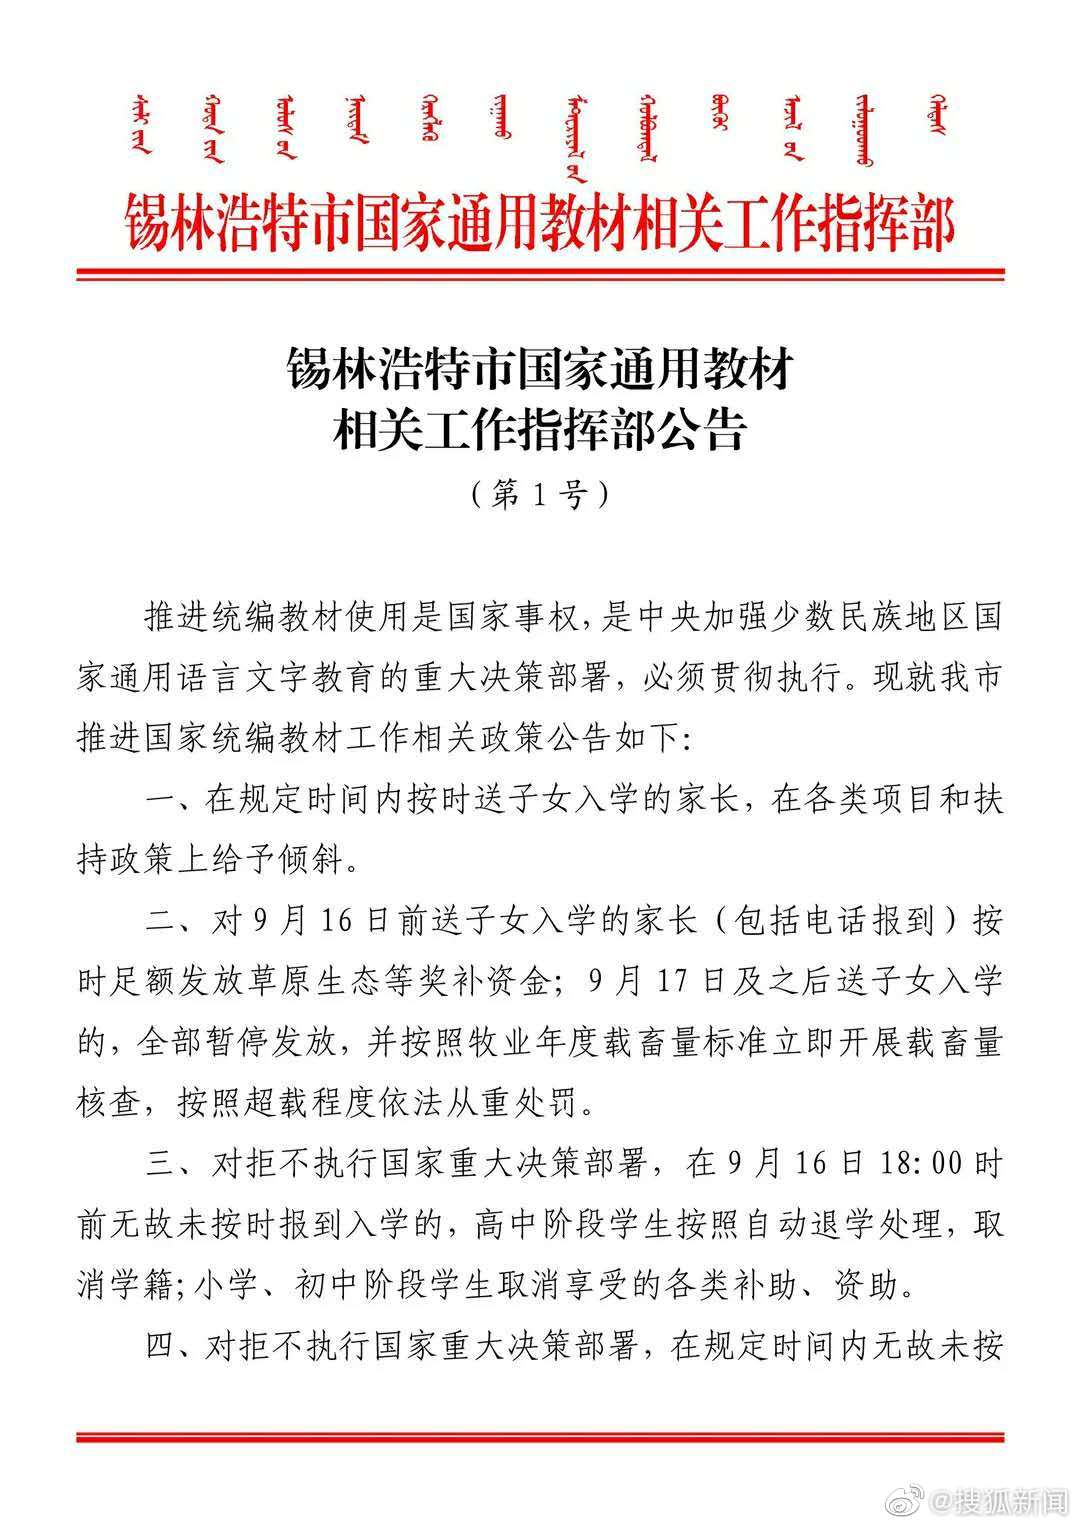 锡林浩特市国家通用教材相关工作指挥部
锡林浩特市国家通用教材
相关工作指挥部公告
（第 1 号）
推进统编教材使用是国家事权，是中央加强少数民族地区国
家通用语言文字教育的重大决策部署，必须贯彻执行。现就我市
推进国家统编教材工作相关政策公告如下：
一、在规定时间内按时送子女入学的家长，在各类项目和扶
持政策上给予倾斜。
二、对 9 月 16 日前送子女入学的家长（包括电话报到）按
时足额发放草原生态等奖补资金；9 月 17 日及之后送子女入学
的，全部暂停发放，并按照牧业年度载畜量标准立即开展载畜量
核查，按照超载程度依法从重处罚。
三、对拒不执行国家重大决策部署，在 9 月 16 日 18:00 时
前无故未按时报到入学的，高中阶段学生按照自动退学处理，取
消学籍；小学、初中阶段学生取消享受的各类补助、资助。
四、对拒不执行国家重大决策部署，在规定时间内无故未按
@搜狐新闻